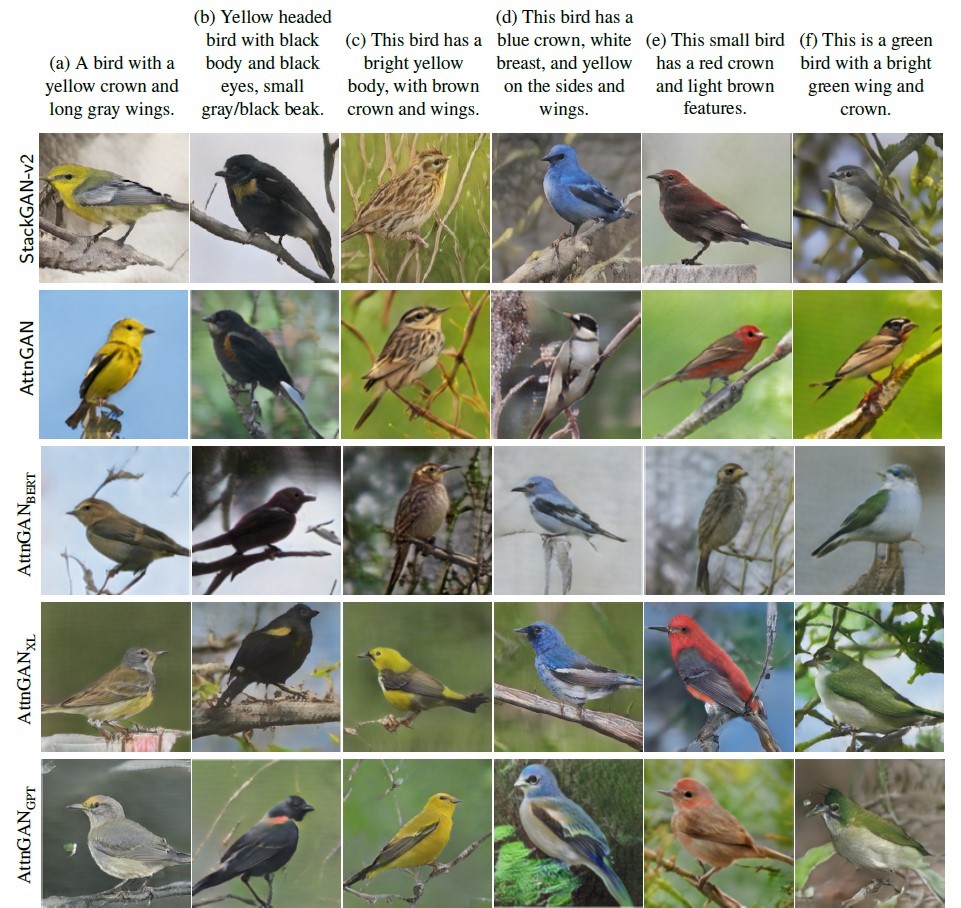 (a) A bird with a
yellow crown and
long gray wings.
(b) Yellow headed
bird with black
body and black
eyes, small
gray/black beak.
(c) This bird has a
bright yellow
body, with brown
crown and wings.
(d) This bird has a
blue crown, white
breast, and yellow
on the sides and
wings.
(e) This small bird
has a red crown
and light brown
features.
(f) This is a green
bird with a bright
green wing and
crown.
StackGAN-v2
AttnGAN
AttnGANBERT
AttnGANXL
AttnGANGPT